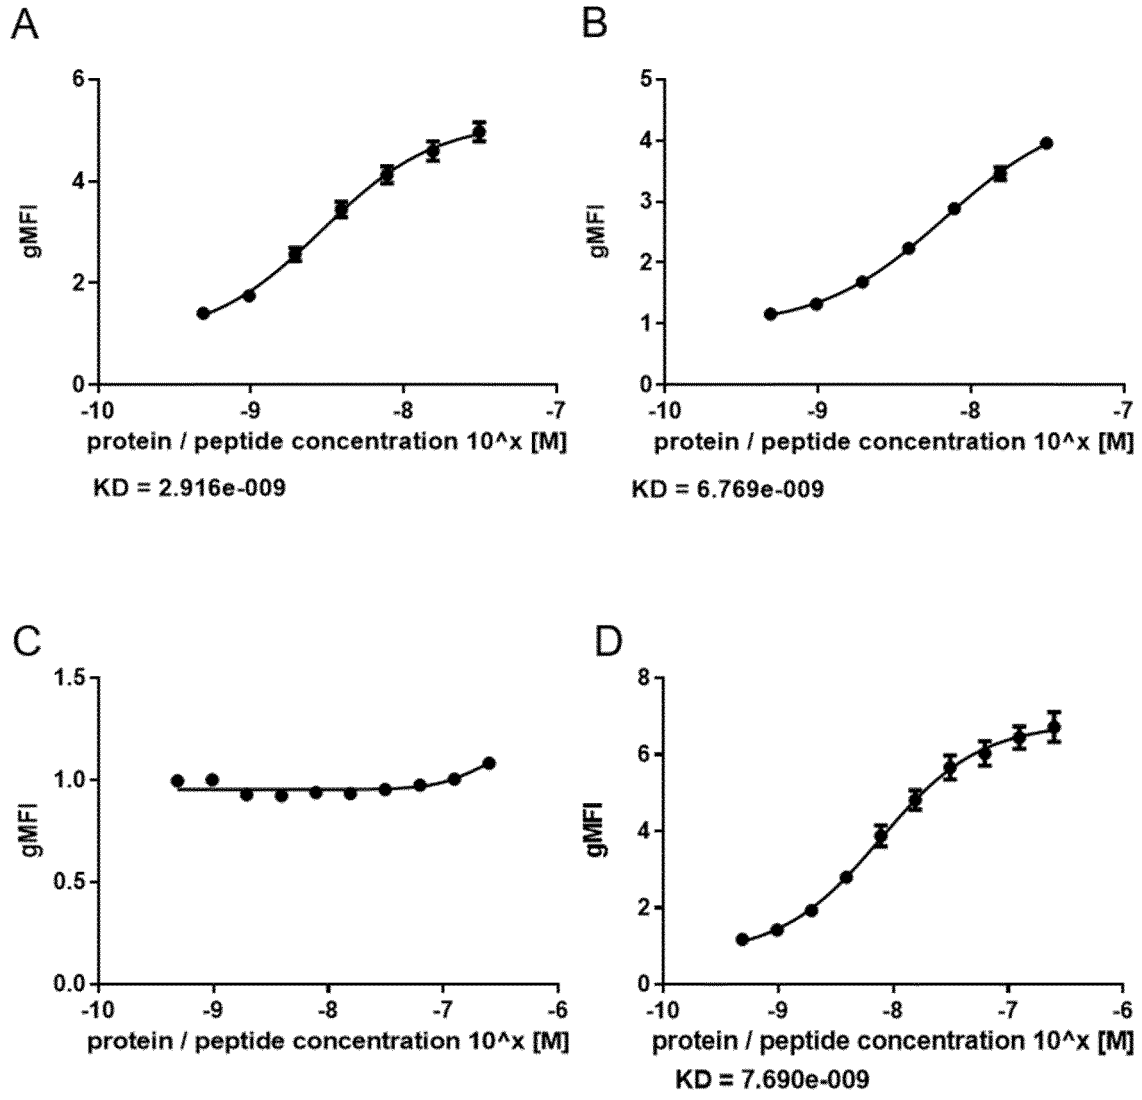 A
6
4
2
0
gMFI
-10 -9 -8 -7
protein / peptide concentration 10^x [M]
KD = 2.916e-009
B
5
4
3
2
1
0
gMFI
-10 -9 -8 -7
protein / peptide concentration 10^x [M]
KD = 6.769e-009
C
1.5
1.0
0.5
0.0
gMFI
-10 -9 -8 -7 -6
protein / peptide concentration 10^x [M]
D
8
6
4
2
0
gMFI
-10 -9 -8 -7 -6
protein / peptide concentration 10^x [M]
KD = 7.690e-009